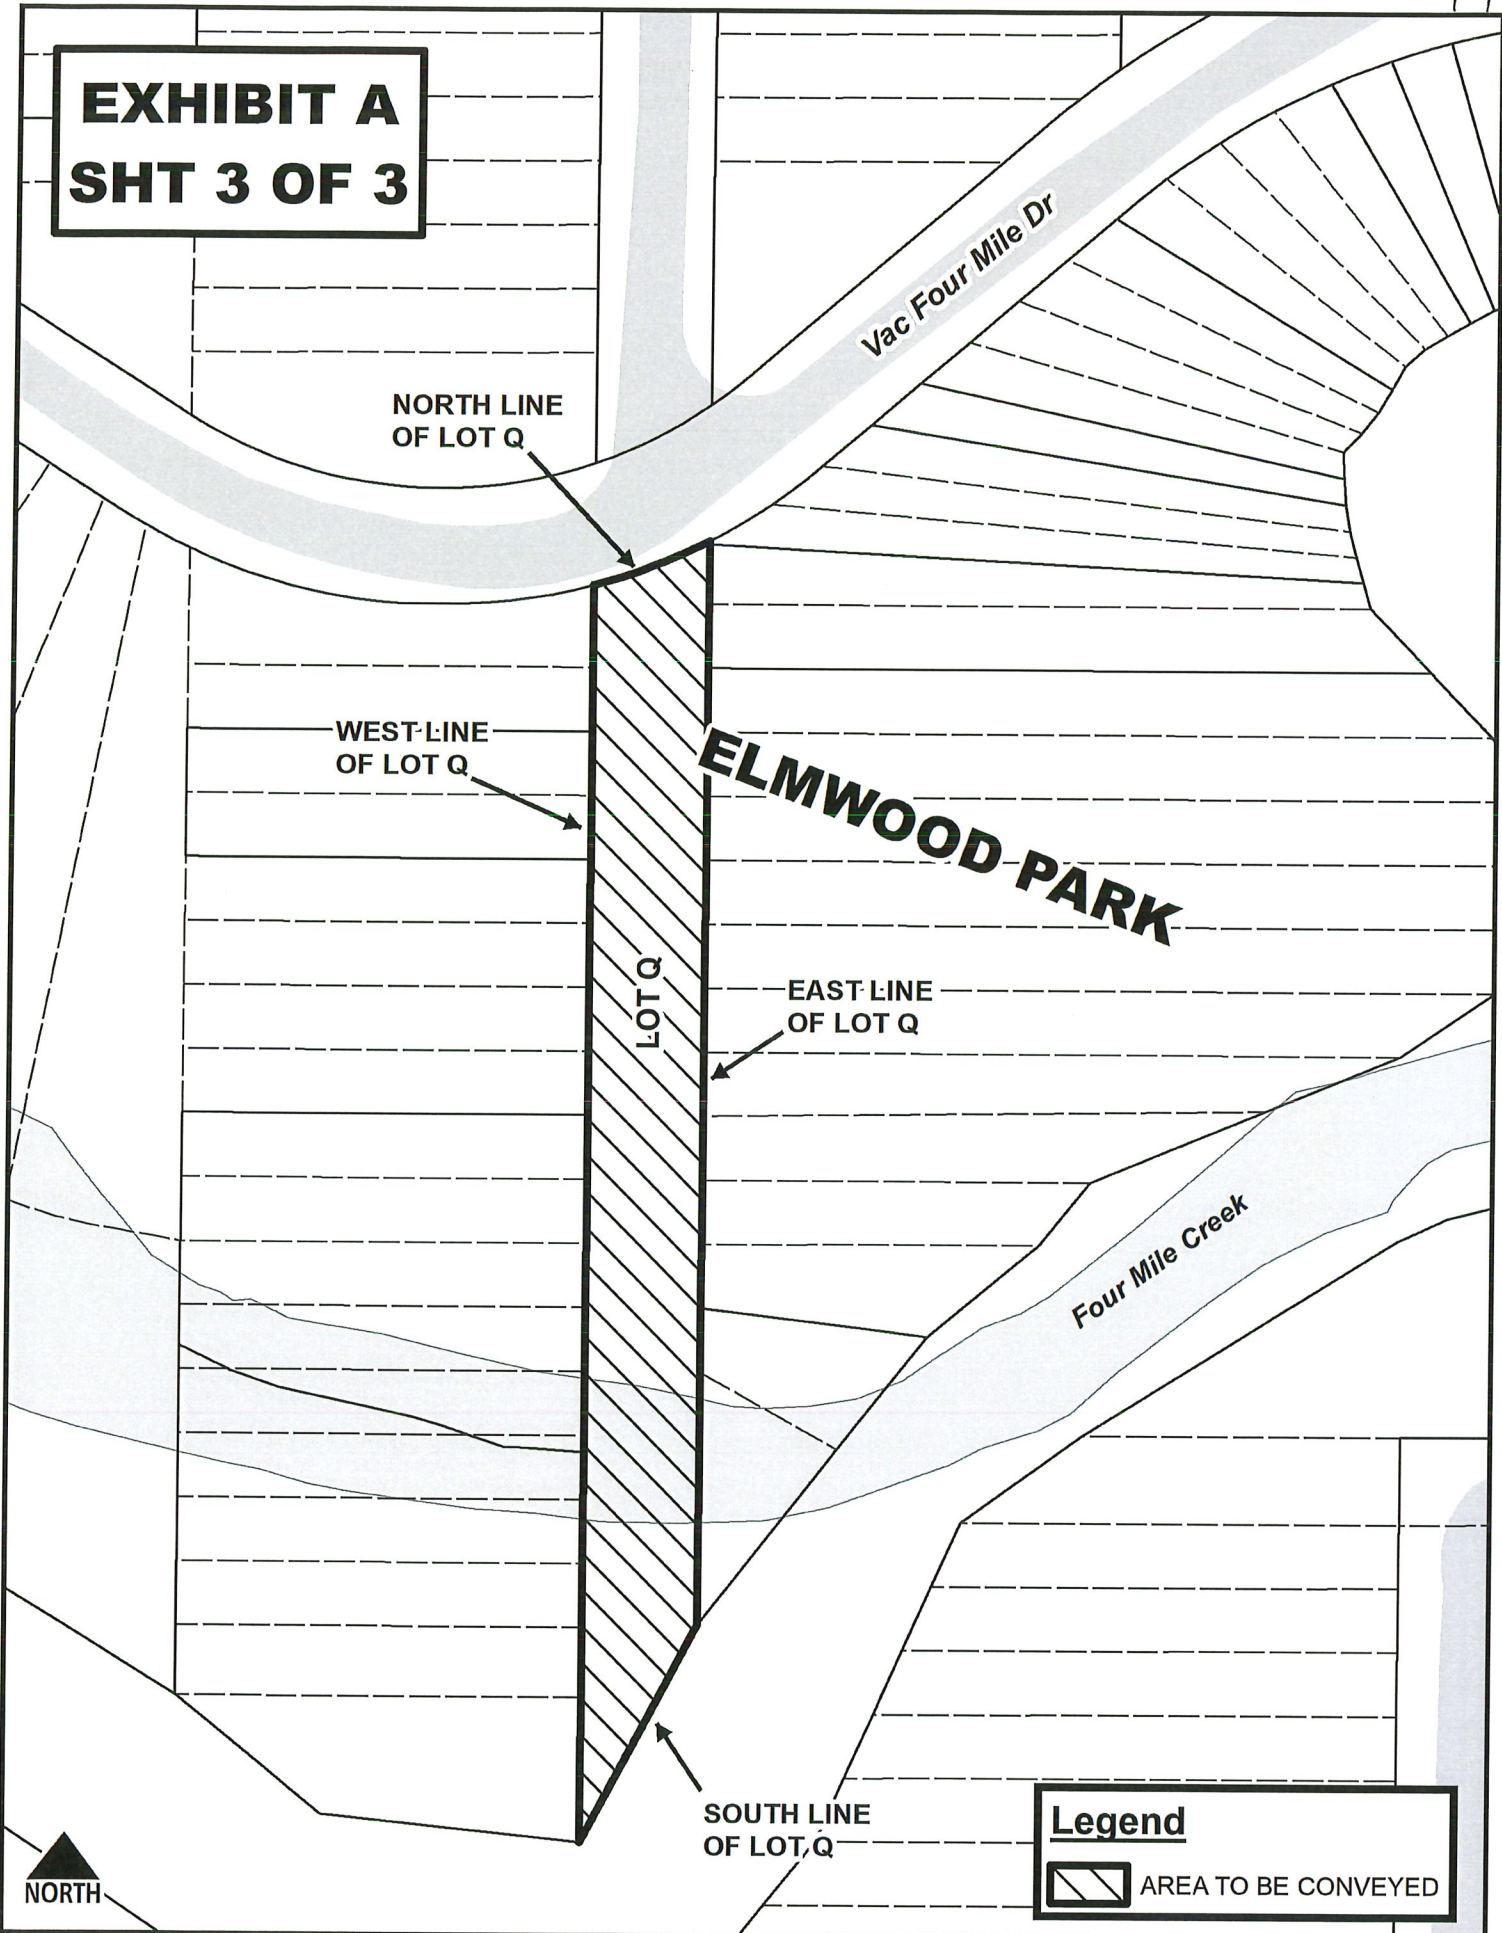 EXHIBIT A
SHT 3 OF 3
Vac Four Mile Dr
NORTH LINE
OF LOT Q
WEST LINE
OF LOT Q
ELMWOOD PARK
LOT Q
EAST LINE
OF LOT Q
Four Mile Creek
SOUTH LINE
OF LOT Q
Legend
AREA TO BE CONVEYED
NORTH